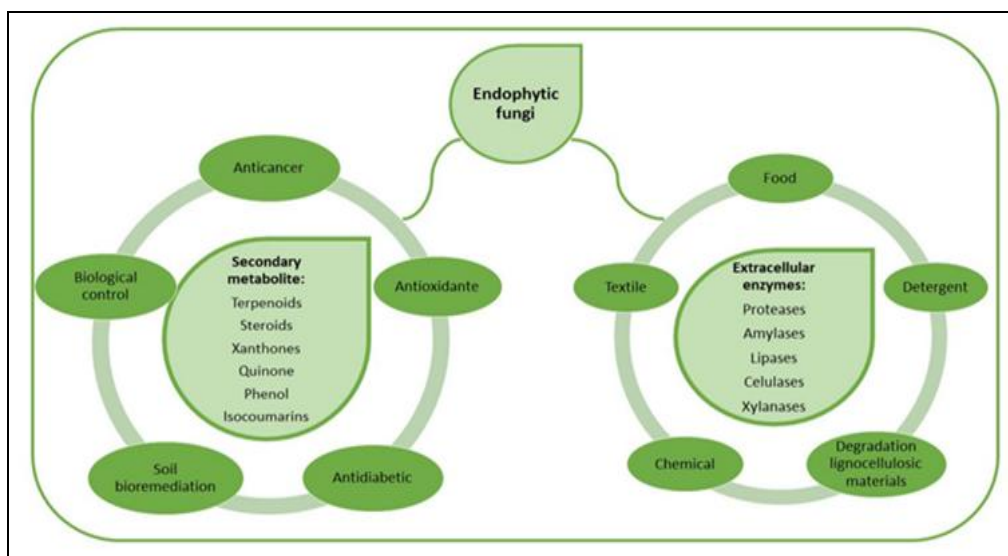 Endophytic
fungi
Anticancer
Biological
control
Secondary
metabolite:
Terpenoids
Steroids
Xanthones
Quinone
Phenol
Isocoumarins
Antioxidante
Soil
bioremediation
Antidiabetic
Food
Textile
Extracellular
enzymes:
Proteases
Amylases
Lipases
Celulases
Xylanases
Detergent
Chemical
Degradation
lignocellulosic
materials